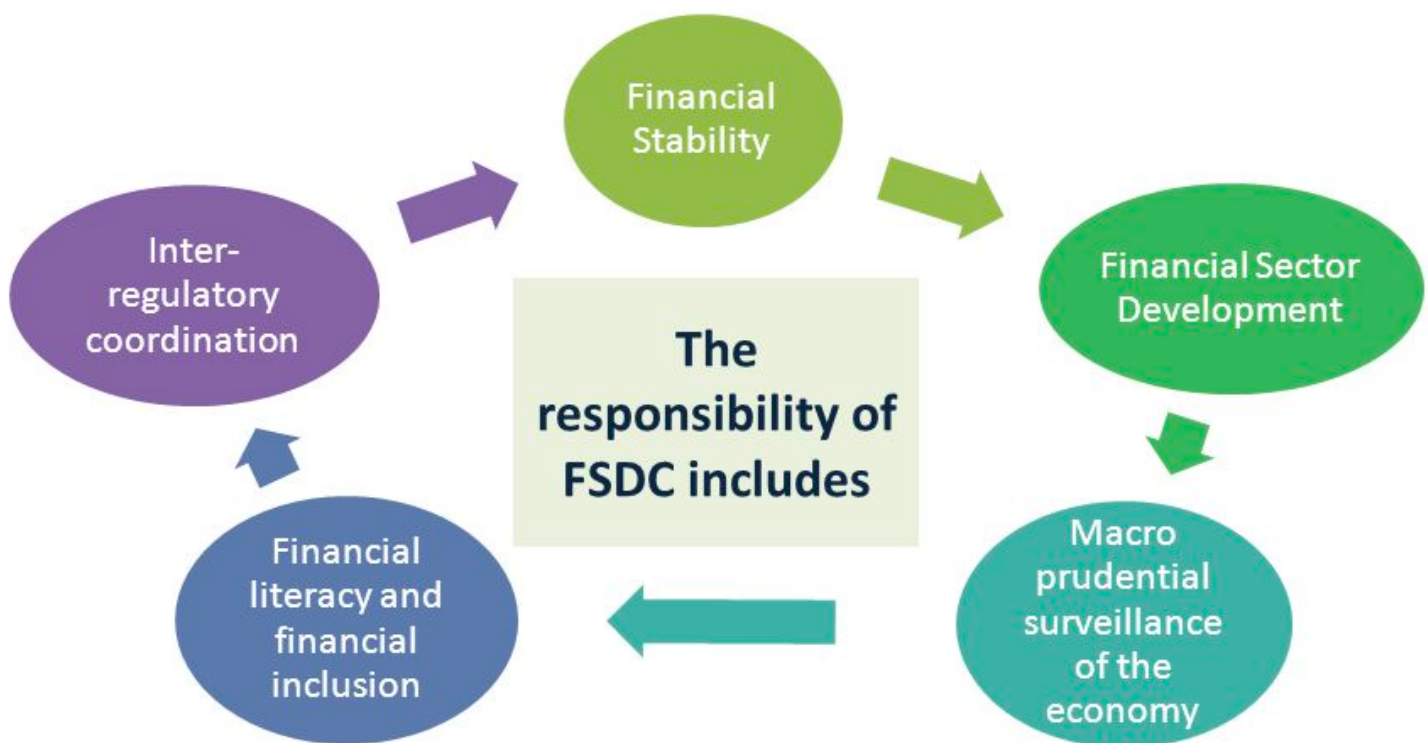 Financial
Stability
Financial Sector
Development
Macro
prudential
surveillance
of the
economy
Financial
literacy and
financial
inclusion
Inter-
regulatory
coordination
The
responsibility of
FSDC includes